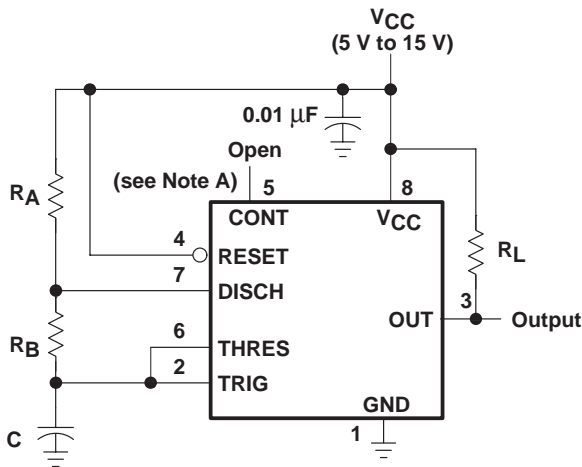 VCC
(5 V to 15 V)
0.01 μF
Open
(see Note A)
5
8
RA
CONT
VCC
4
RESET
RL
7
DISCH
3
OUT
Output
RB
6
THRES
2
TRIG
GND
C
1